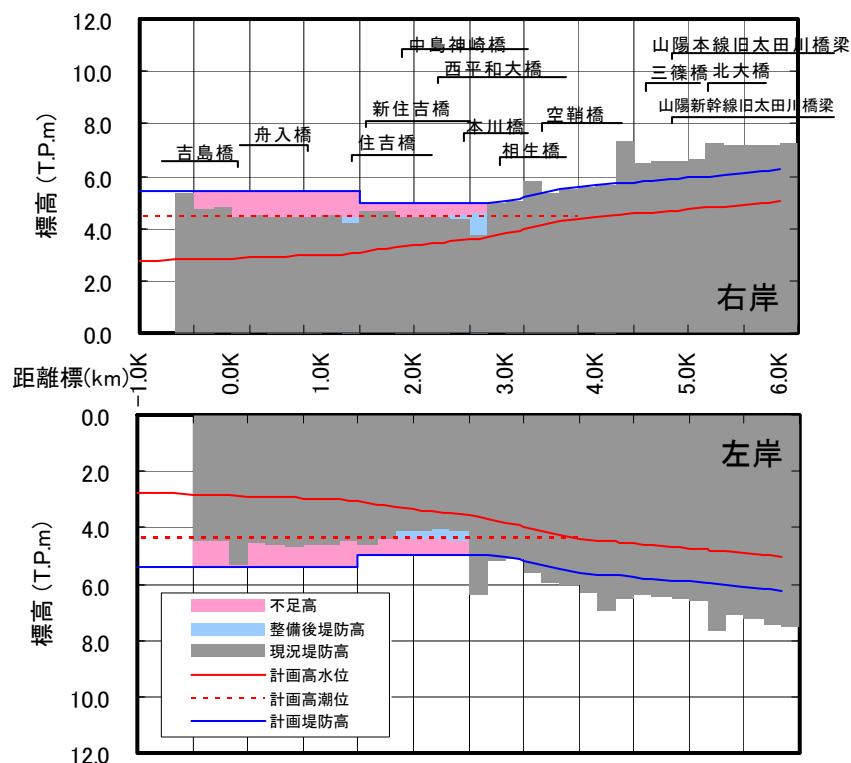 12.0
10.0
8.0
6.0
4.0
2.0
0.0
標高 (T.P.m)
中島神崎橋
山陽本線旧太田川橋梁
西平和大橋
三篠橋
北大橋
新住吉橋
本川橋
空鞘橋
山陽新幹線旧太田川橋梁
舟入橋
吉島橋
住吉橋
相生橋
右岸
距離標(km)
-1.0K
0.0K
1.0K
2.0K
3.0K
4.0K
5.0K
6.0K
0.0
2.0
4.0
6.0
8.0
10.0
12.0
標高 (T.P.m)
左岸
不足高
整備後堤防高
現況堤防高
計画高水位
計画高潮位
計画堤防高